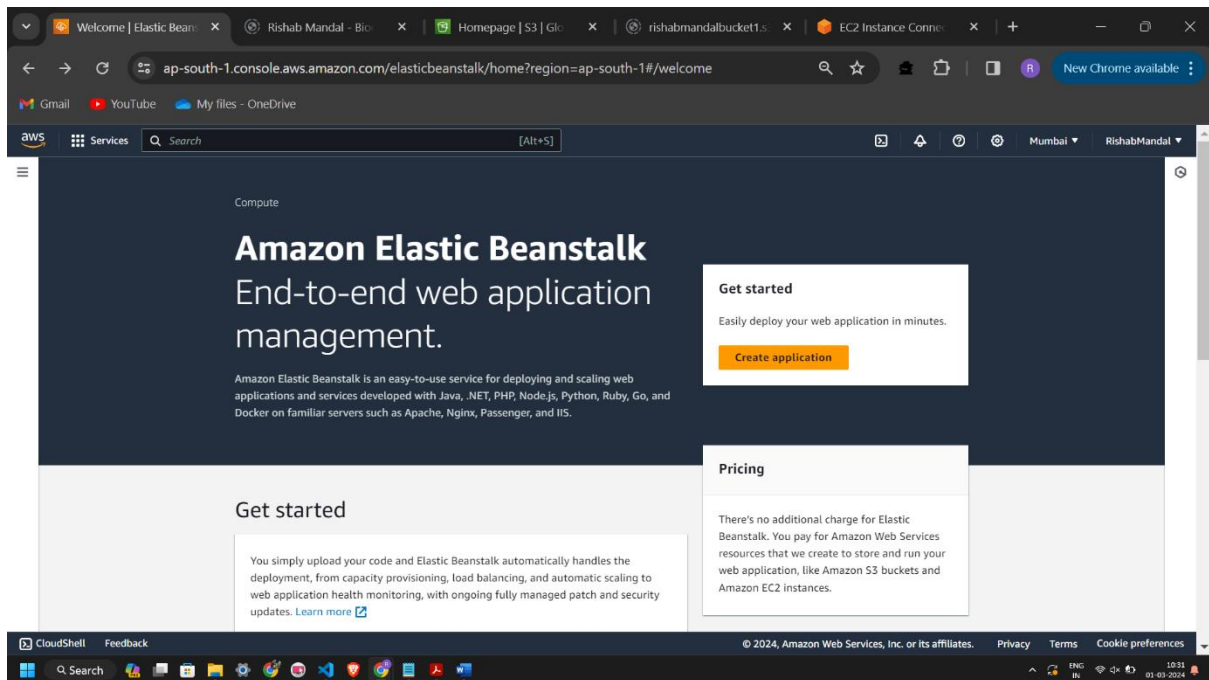 Welcome | Elastic Beans
Rishab Mandal - Bio
Homepage | S3 | Glo
rishabmandalbucket1.s
EC2 Instance Connec
ap-south-1.console.aws.amazon.com/elasticbeanstalk/home?region=ap-south-1#/welcome
R
New Chrome available
Gmail
YouTube
My files - OneDrive
aws
Services
Search
[Alt+S]
Mumbai
RishabMandal
Compute
Amazon Elastic Beanstalk
End-to-end web application
management.
Amazon Elastic Beanstalk is an easy-to-use service for deploying and scaling web
applications and services developed with Java, .NET, PHP, Node.js, Python, Ruby, Go, and
Docker on familiar servers such as Apache, Nginx, Passenger, and IIS.
Get started
Easily deploy your web application in minutes.
Create application
Pricing
There's no additional charge for Elastic
Beanstalk. You pay for Amazon Web Services
resources that we create to store and run your
web application, like Amazon S3 buckets and
Amazon EC2 instances.
Get started
You simply upload your code and Elastic Beanstalk automatically handles the
deployment, from capacity provisioning, load balancing, and automatic scaling to
web application health monitoring, with ongoing fully managed patch and security
updates. Learn more
CloudShell
Feedback
© 2024, Amazon Web Services, Inc. or its affiliates.
Privacy
Terms
Cookie preferences
Search
ENG
IN
10:31
01-03-2024